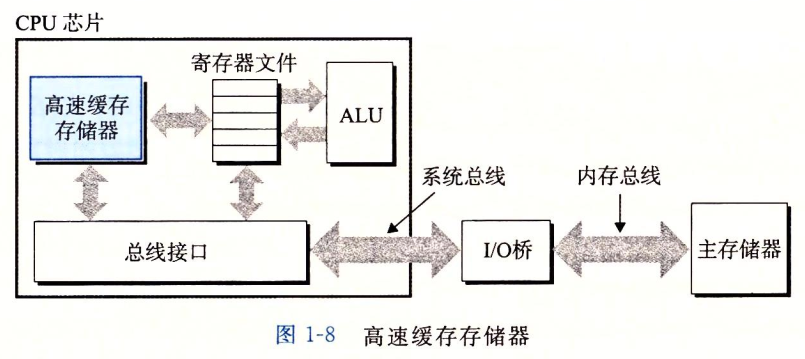 CPU 芯片
寄存器文件
高速缓存
存储器
ALU
系统总线
内存总线
总线接口
I/O桥
主存储器
图 1-8 高速缓存存储器